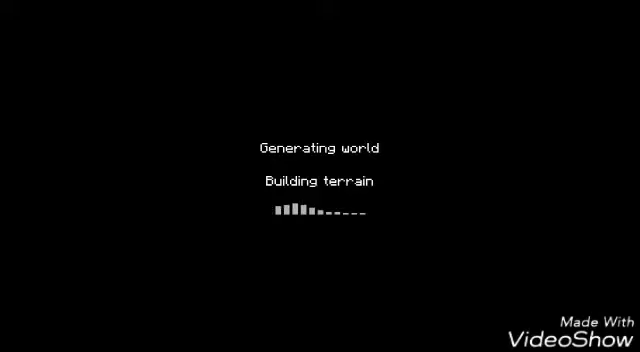 Generating world
Building terrain
Made With
VideoShow